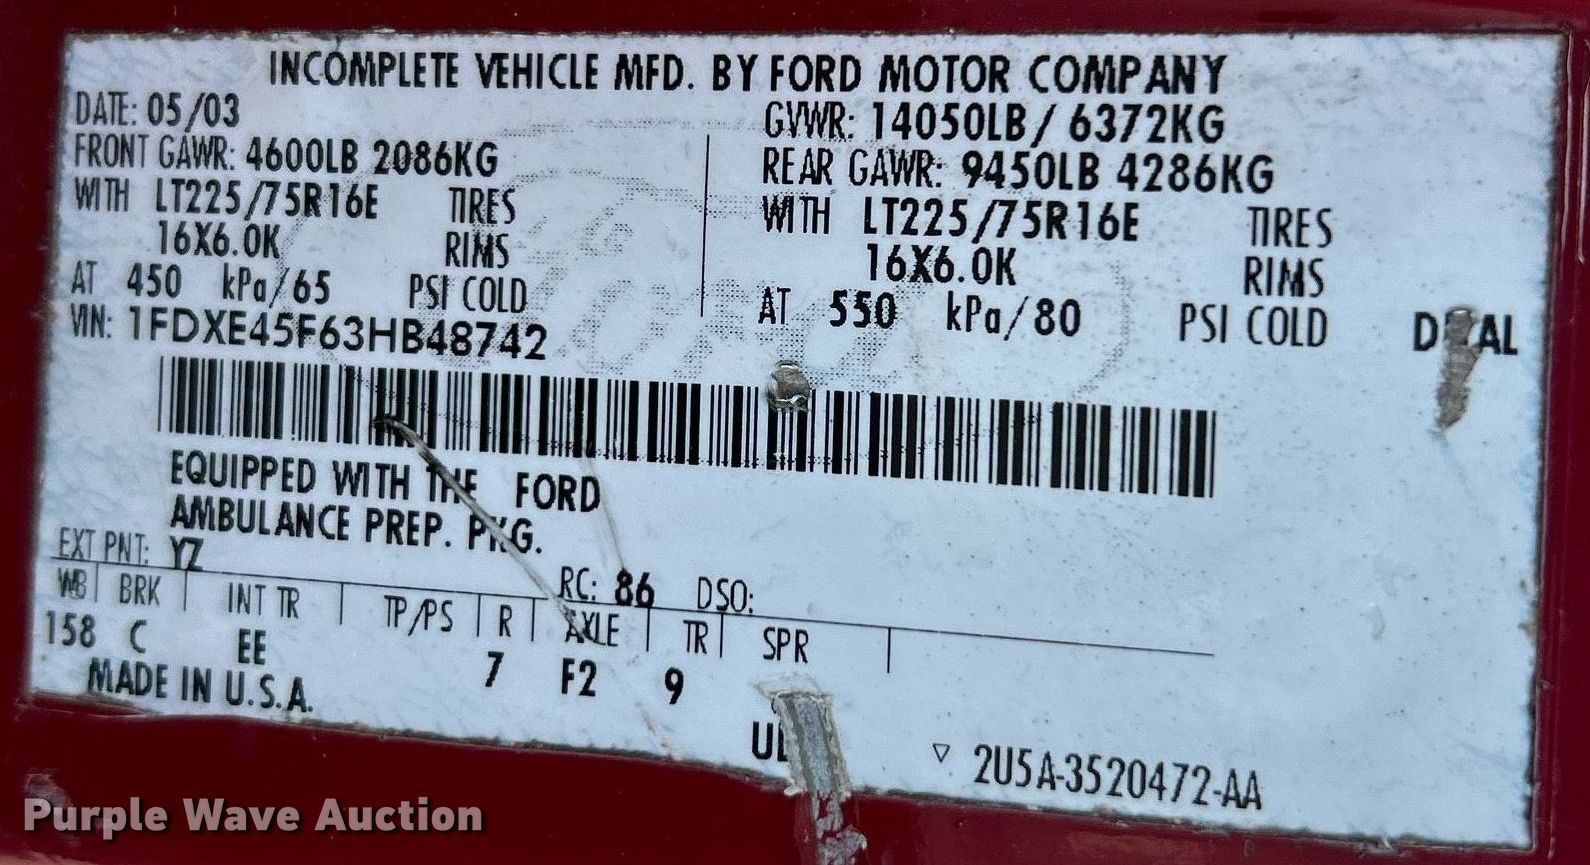 INCOMPLETE VEHICLE MFD. BY FORD MOTOR COMPANY
DATE: 05/03
GVWR: 14050LB / 6372KG
FRONT GAWR: 4600LB 2086KG
REAR GAWR: 9450LB 4286KG
WITH LT225/75R16E TIRES
WITH LT225/75R16E TIRES
16X6.0K RIMS
16X6.0K RIMS
AT 450 kPa/65 PSI COLD
AT 550 kPa/80 PSI COLD
VIN: 1FDXE45F63HB48742
EQUIPPED WITH THE FORD
AMBULANCE PREP. PKG.
EXT PNT: YZ
RC: 86 DSO:
WB BRK INT TR TP/PS R AXLE TR SPR
158 C EE 7 F2 9
MADE IN U.S.A.
2U5A-3520472-AA
Purple Wave Auction